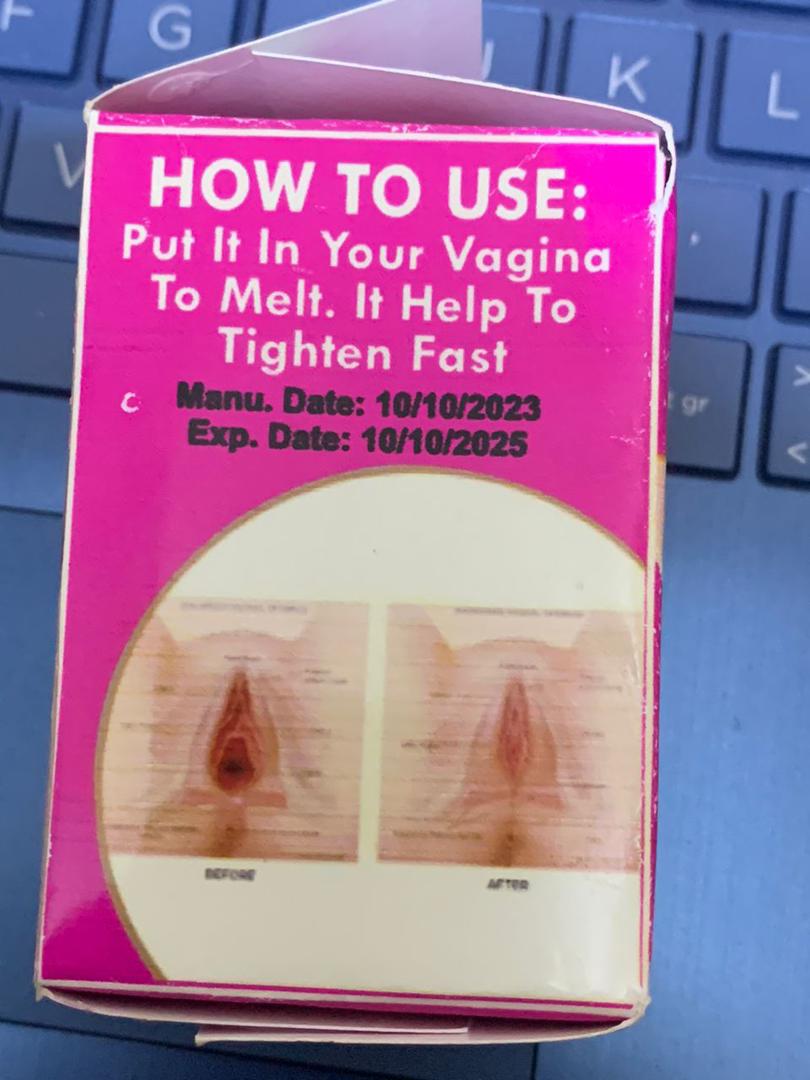 F
G
J
K
L
V
HOW TO USE:
Put It In Your Vagina
To Melt. It Help To
Tighten Fast
Manu. Date: 10/10/2023
Exp. Date: 10/10/2025
gr
>
<
BEFORE
AFTER